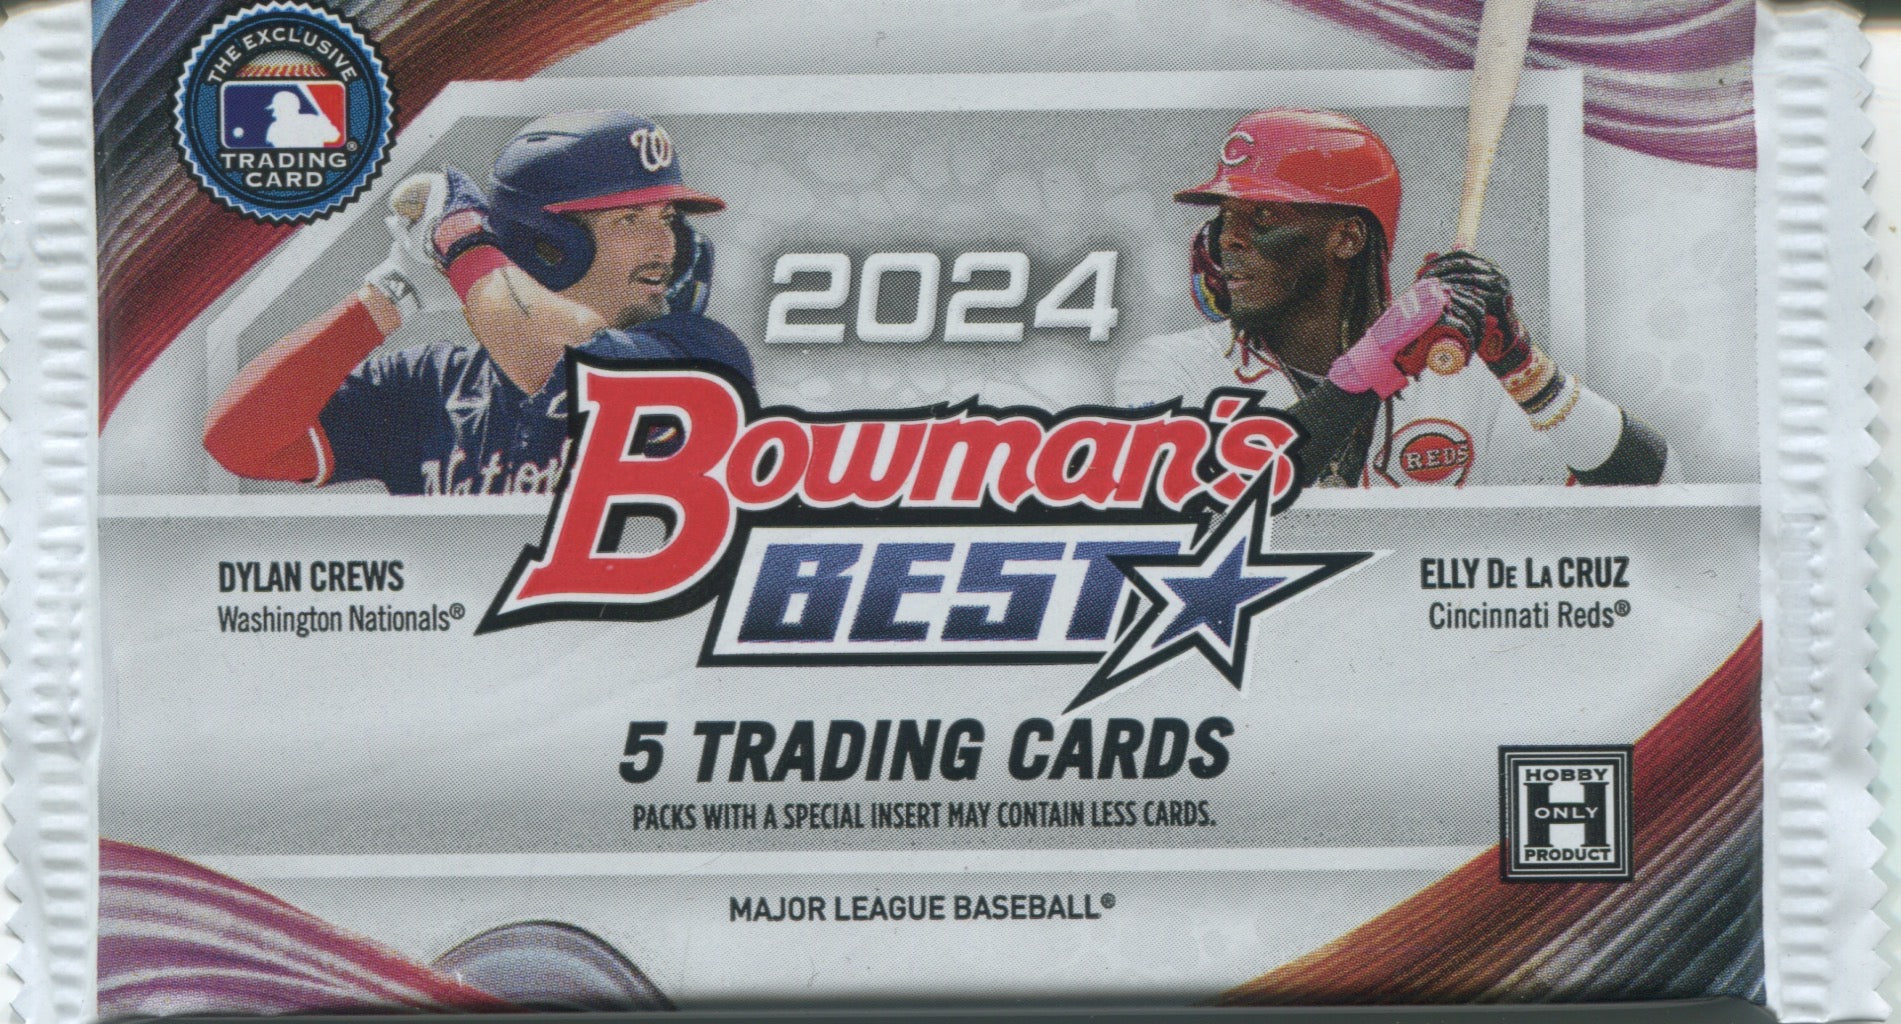 THE EXCLUSIVE
TRADING
CARD
W
C
2024
Bowman's
BEST
REDS
DYLAN CREWS
Washington Nationals®
ELLY DE LA CRUZ
Cincinnati Reds®
5 TRADING CARDS
PACKS WITH A SPECIAL INSERT MAY CONTAIN LESS CARDS.
HOBBY
H
ONLY
PRODUCT
MAJOR LEAGUE BASEBALL®